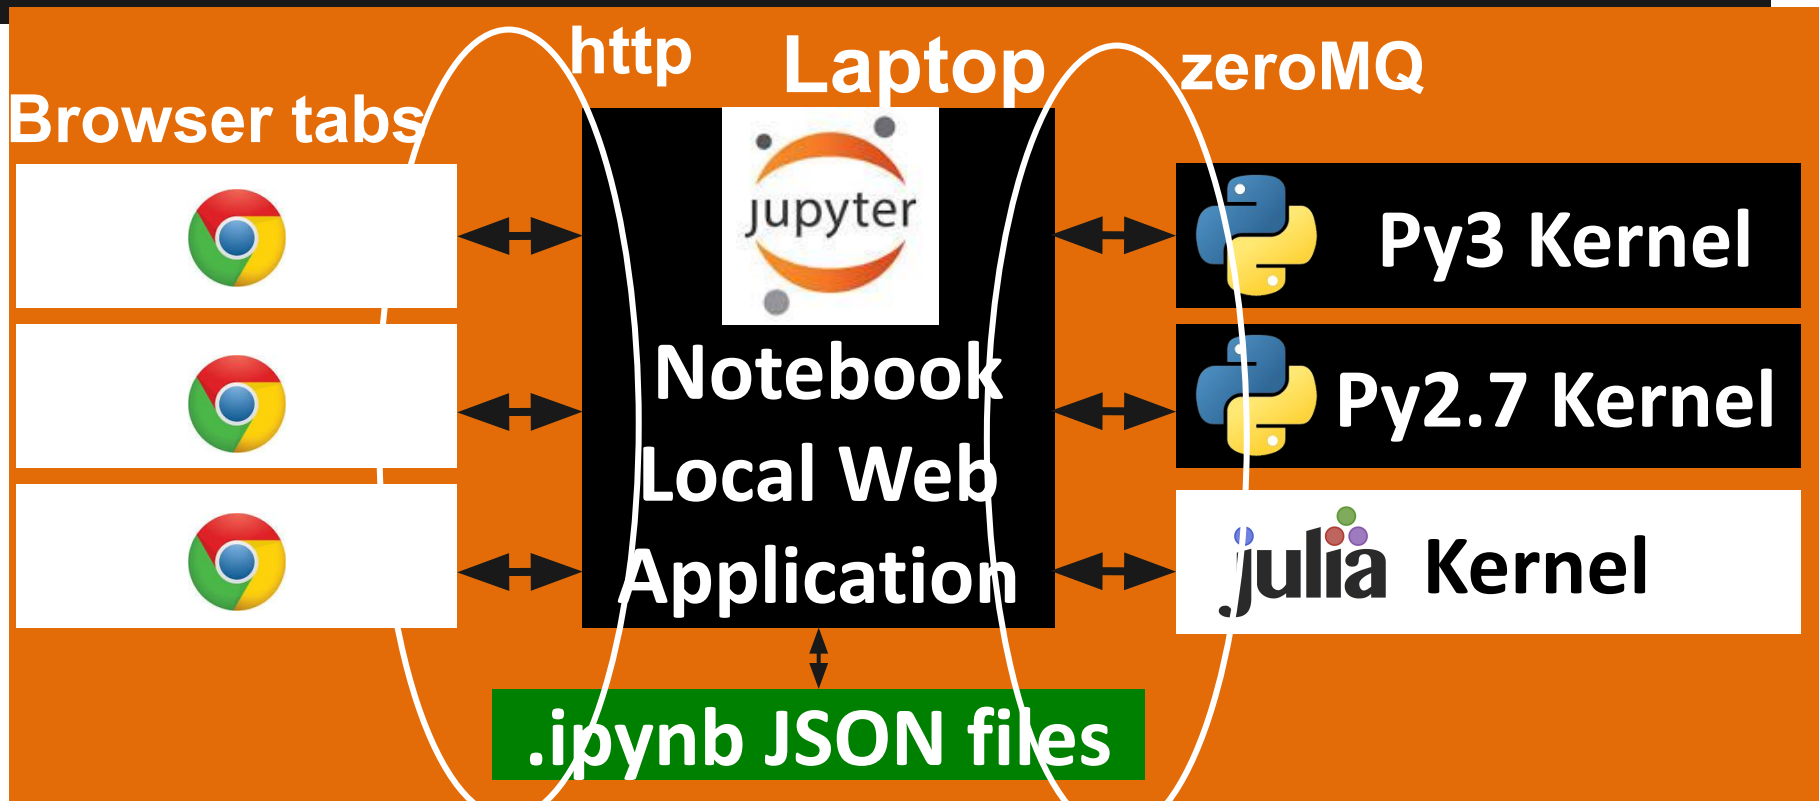 http
Laptop
zeroMQ
Browser tabs
jupyter
Notebook
Local Web
Application
Py3 Kernel
Py2.7 Kernel
julia Kernel
.ipynb JSON files